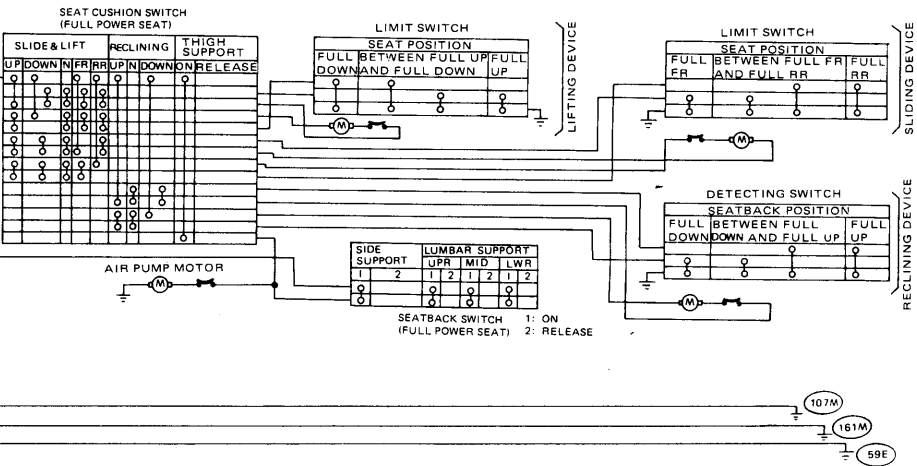 SEAT CUSHION SWITCH
(FULL POWER SEAT)
SLIDE & LIFT RECLINING THIGH SUPPORT
UP DOWN N FR RR UP N DOWN ON RELEASE
LIMIT SWITCH
SEAT POSITION
FULL DOWN BETWEEN FULL UP AND FULL DOWN FULL UP
LIFTING DEVICE
M
LIMIT SWITCH
SEAT POSITION
FULL FR BETWEEN FULL FR AND FULL RR FULL RR
SLIDING DEVICE
M
DETECTING SWITCH
SEATBACK POSITION
FULL DOWN BETWEEN FULL DOWN AND FULL UP FULL UP
RECLINING DEVICE
M
AIR PUMP MOTOR
M
SIDE SUPPORT LUMBAR SUPPORT
UPR MID LWR
1 2 1 2 1 2 1 2
SEATBACK SWITCH 1: ON
(FULL POWER SEAT) 2: RELEASE
107M
161M
59E